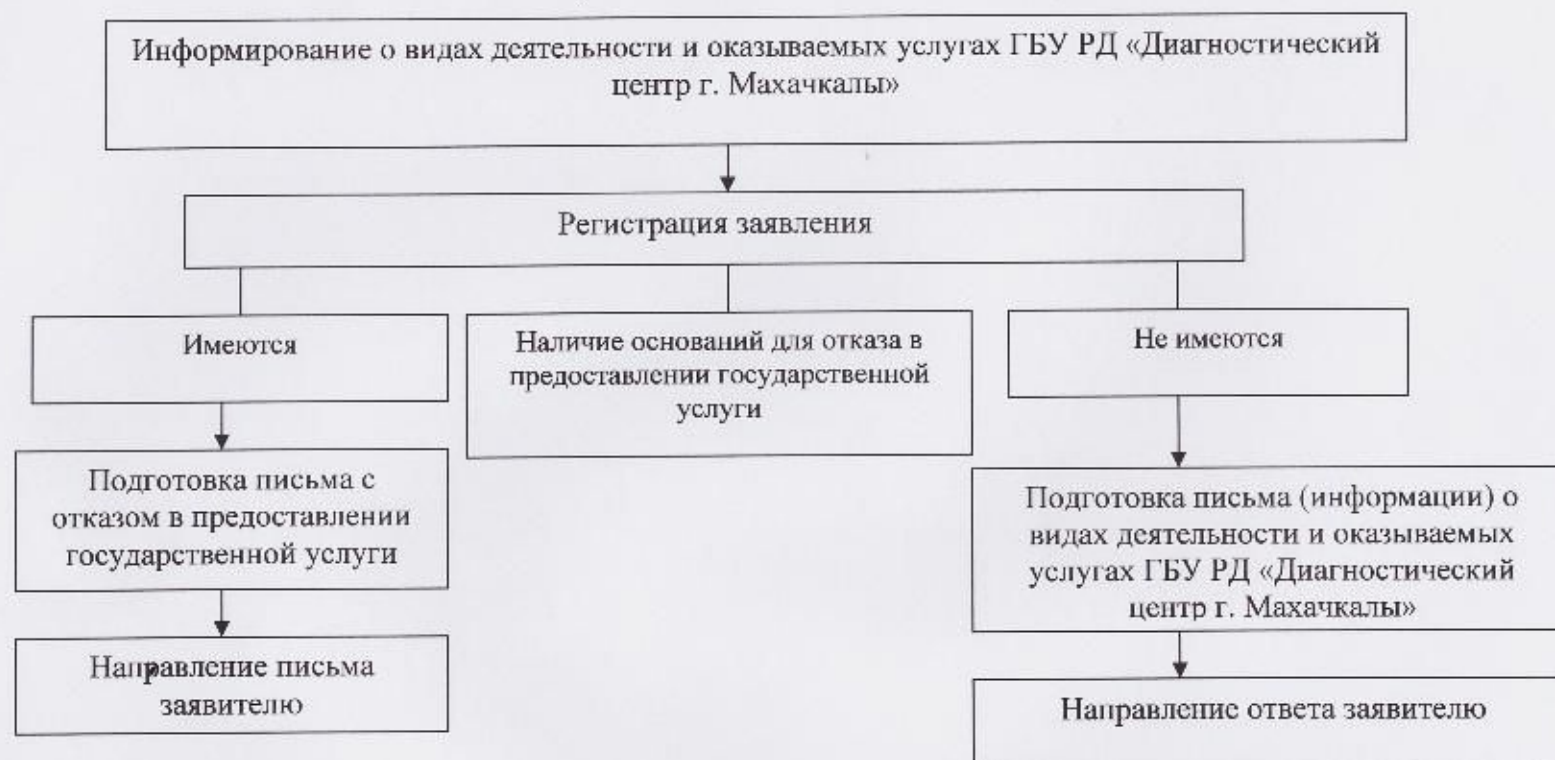 Информирование о видах деятельности и оказываемых услугах ГБУ РД «Диагностический
центр г. Махачкалы»
Регистрация заявления
Имеются
Наличие оснований для отказа в
предоставлении государственной
услуги
Не имеются
Подготовка письма с
отказом в предоставлении
государственной услуги
Подготовка письма (информации) о
видах деятельности и оказываемых
услугах ГБУ РД «Диагностический
центр г. Махачкалы»
Направление письма
заявителю
Направление ответа заявителю